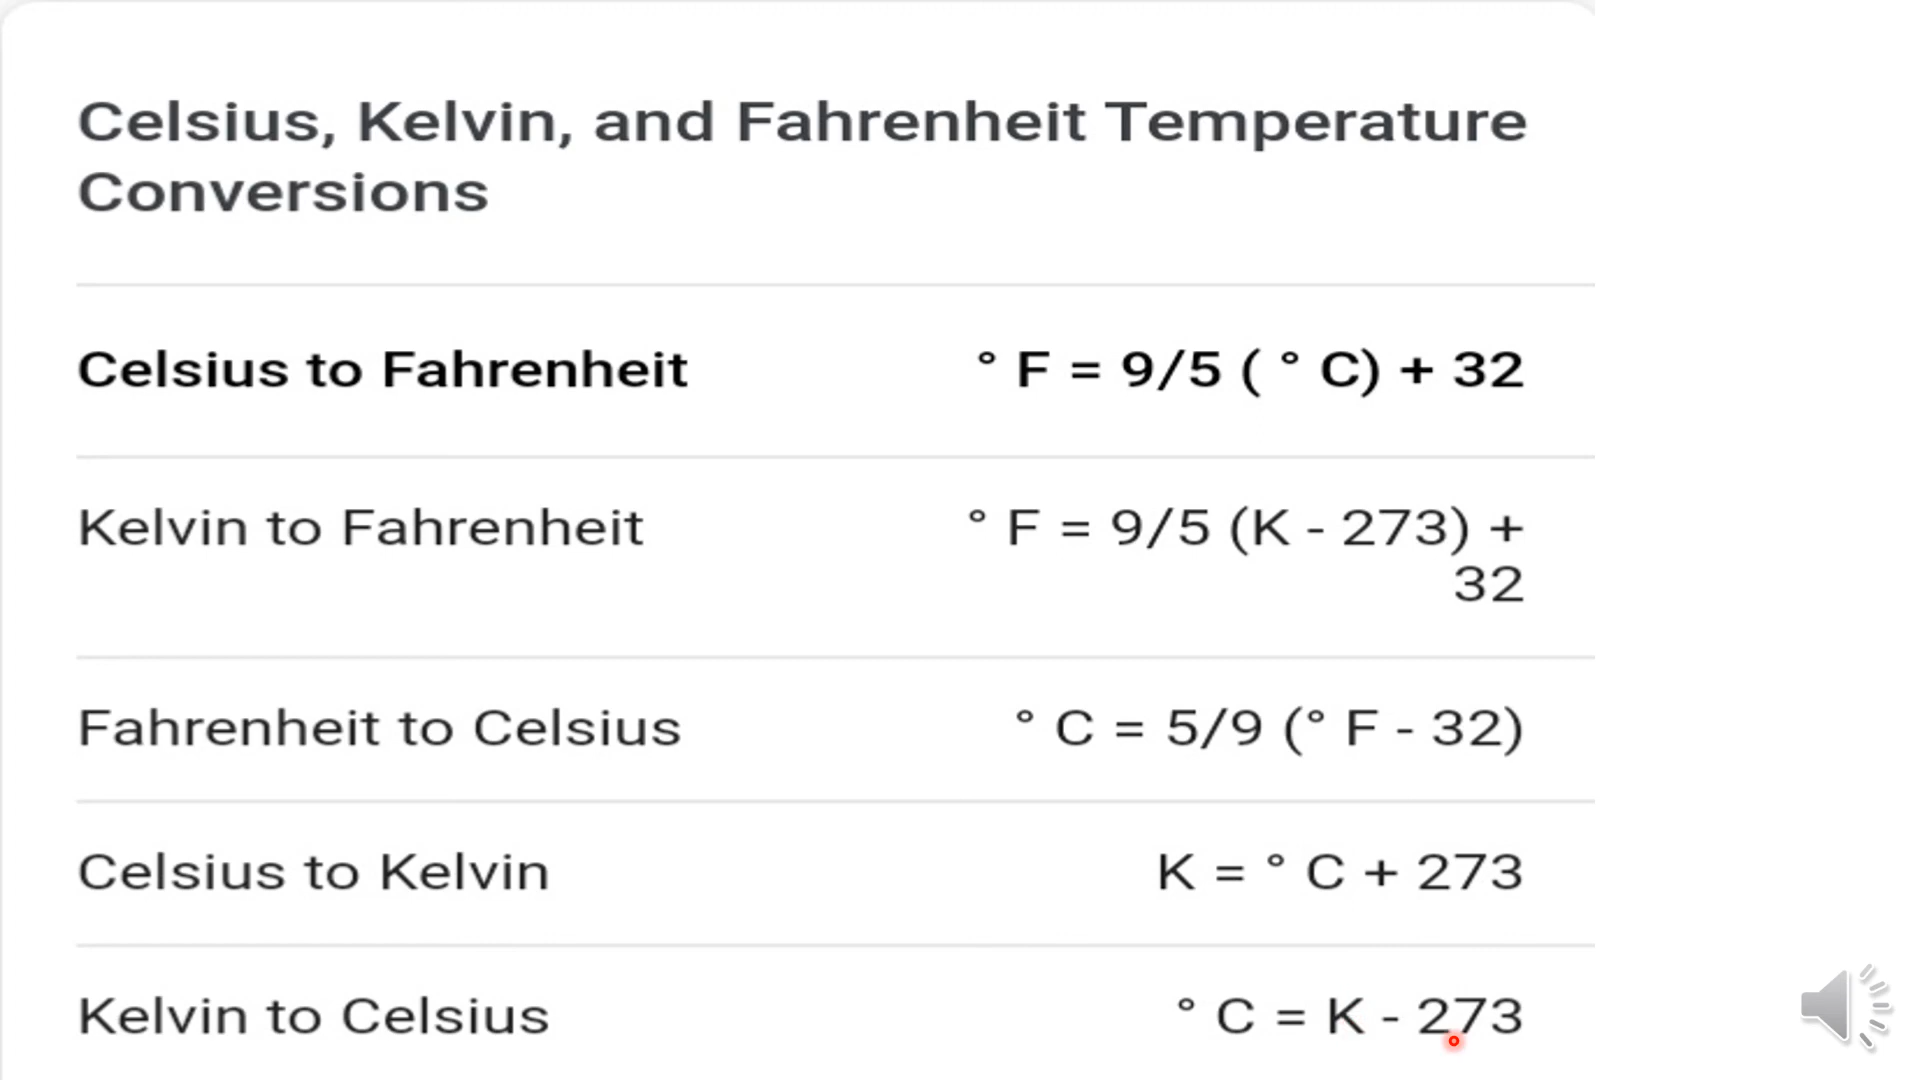 Celsius, Kelvin, and Fahrenheit Temperature
Conversions
Celsius to Fahrenheit ° F = 9/5 ( ° C) + 32
Kelvin to Fahrenheit ° F = 9/5 (K - 273) +
32
Fahrenheit to Celsius ° C = 5/9 (° F - 32)
Celsius to Kelvin K = ° C + 273
Kelvin to Celsius ° C = K - 273